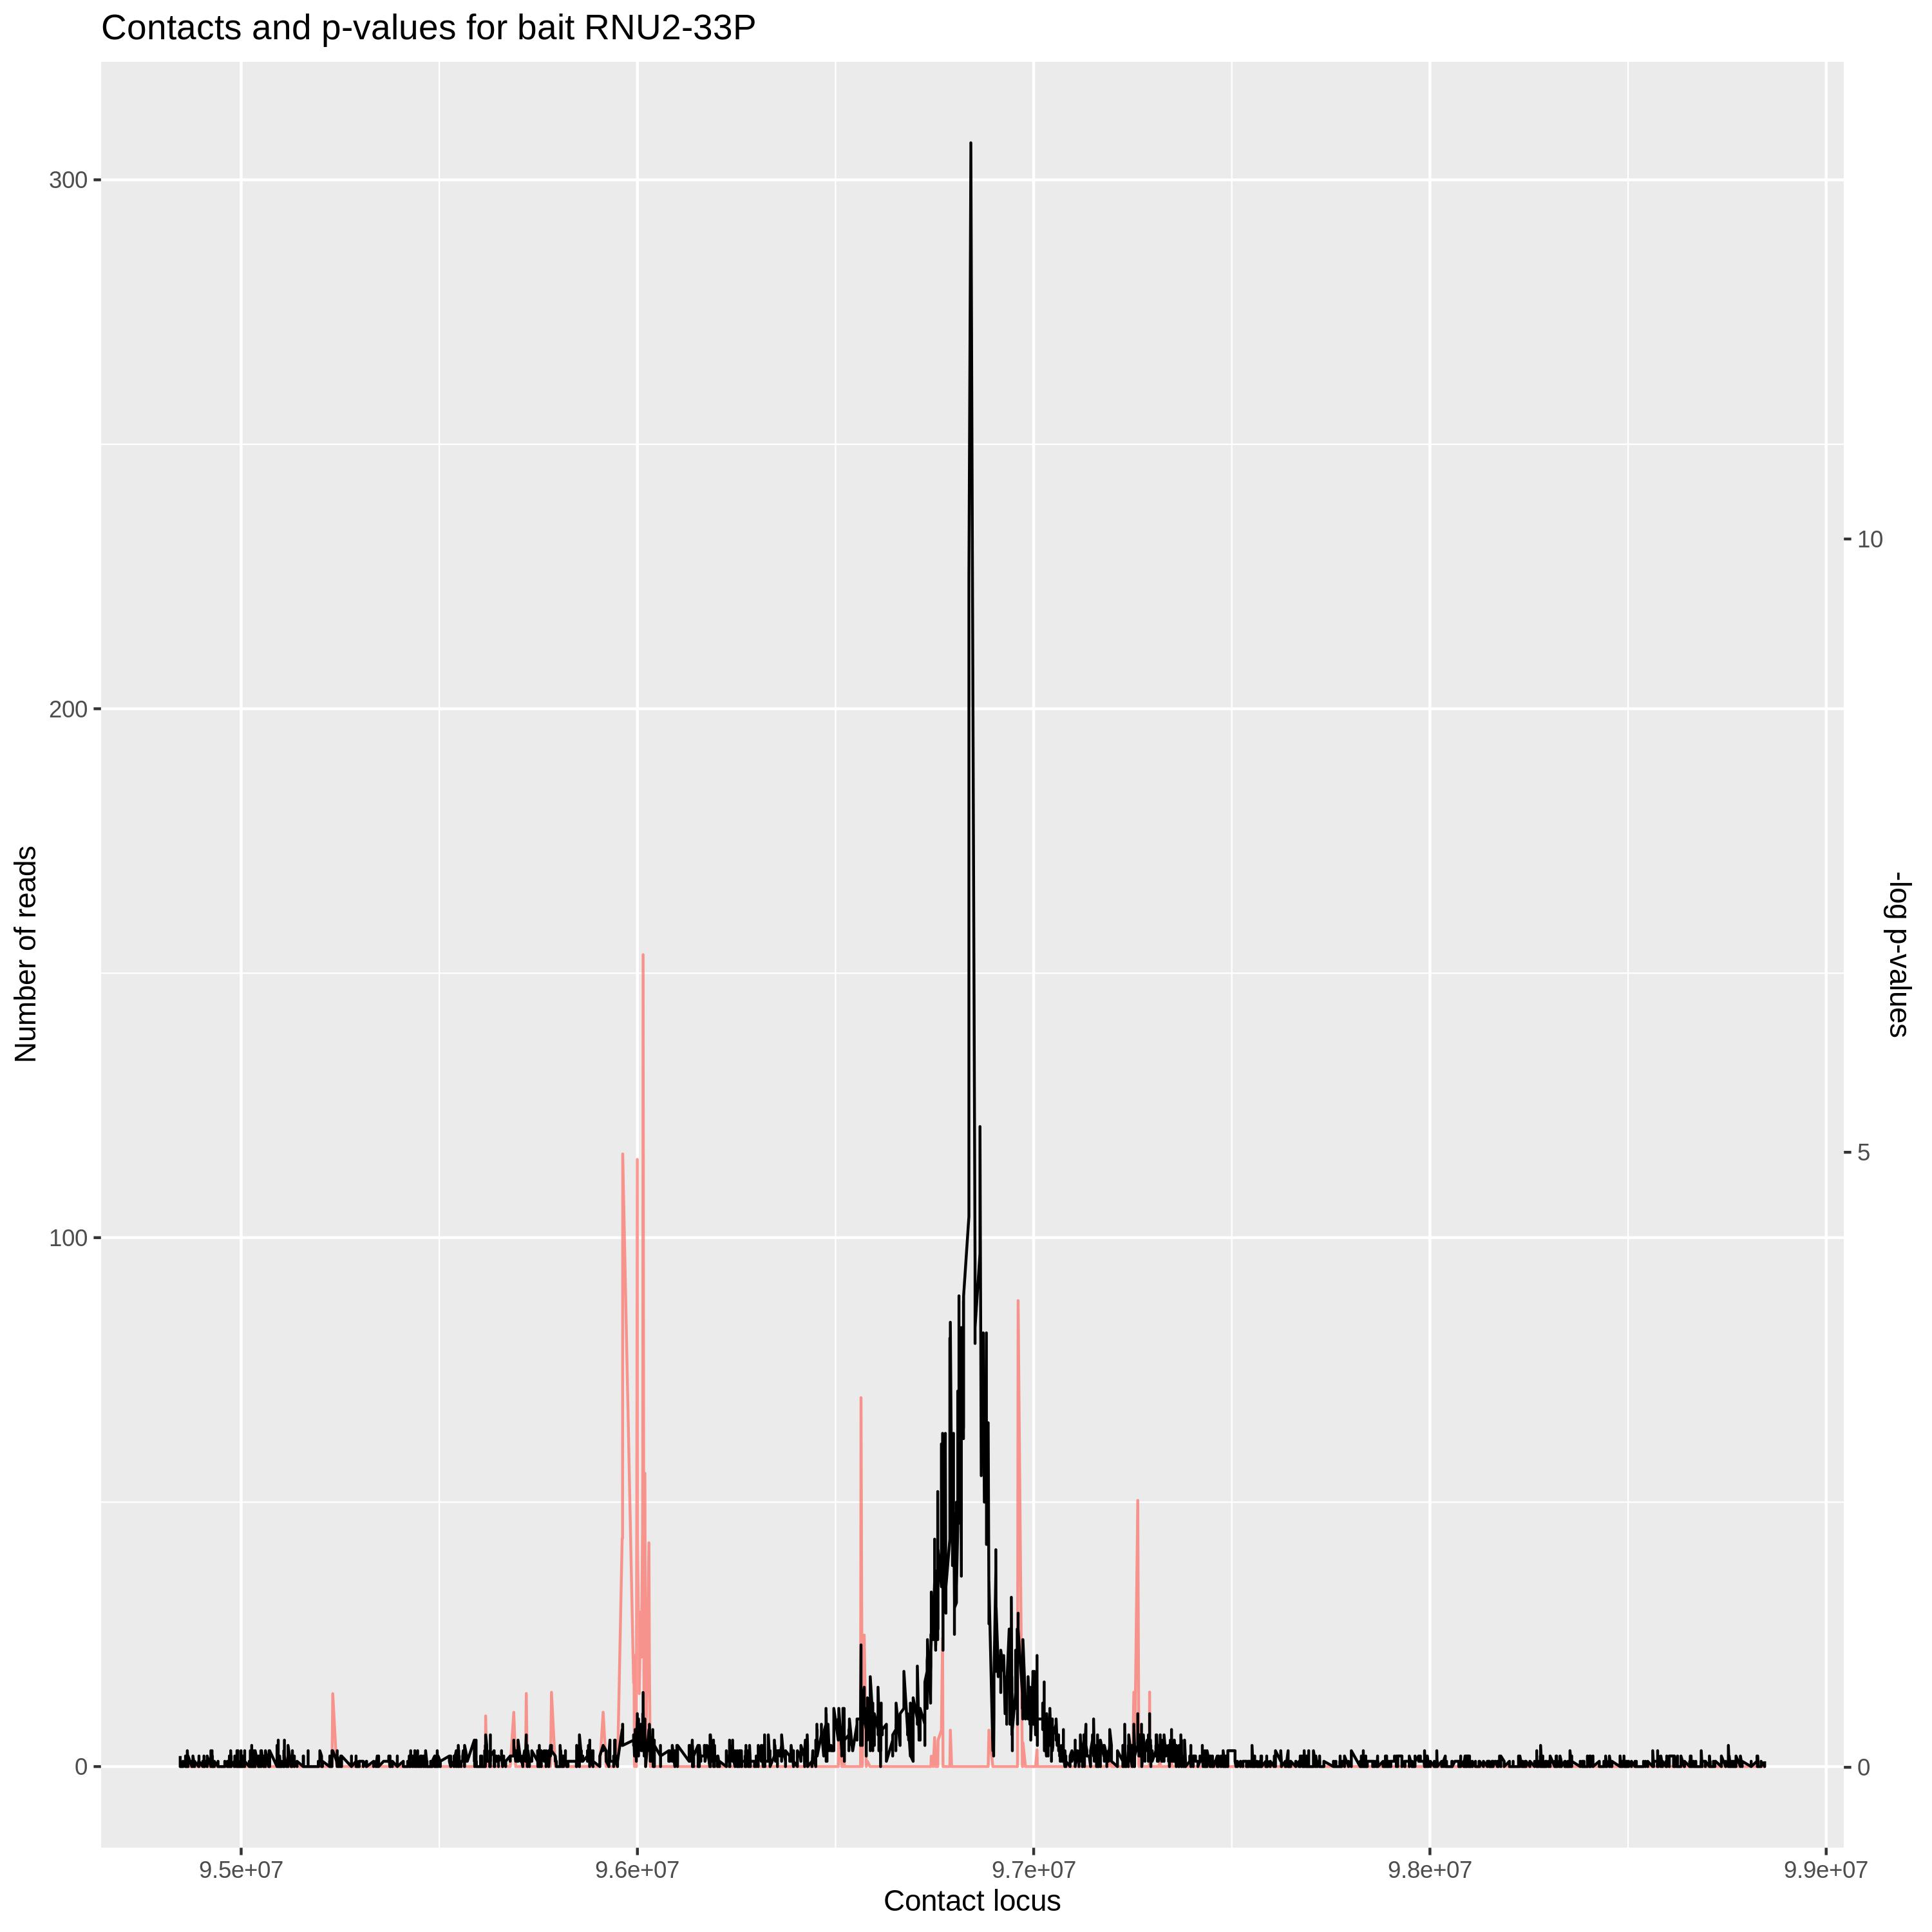 Contacts and p-values for bait RNU2-33P
300
200
100
0
Number of reads
10
5
0
-log p-values
9.5e+07
9.6e+07
9.7e+07
9.8e+07
9.9e+07
Contact locus